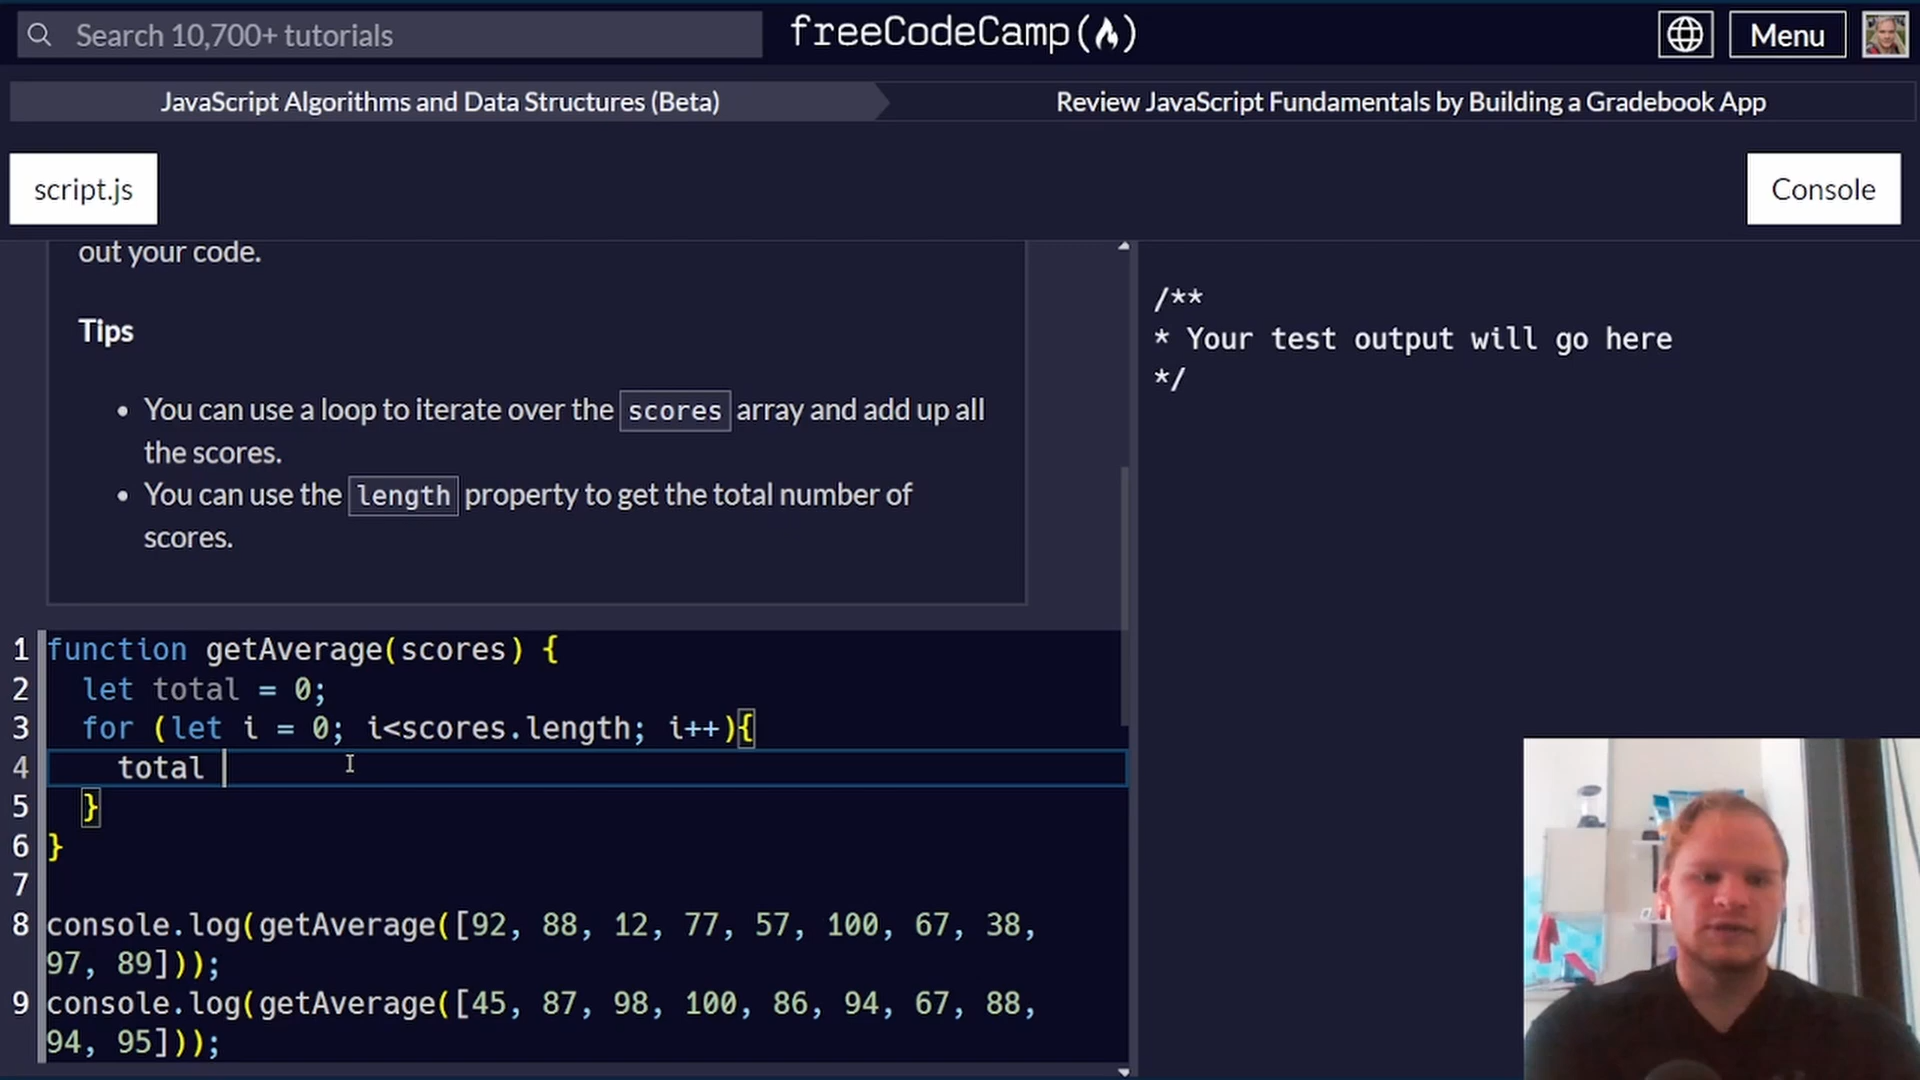 Search 10,700+ tutorials
freeCodeCamp
Menu
JavaScript Algorithms and Data Structures (Beta)
Review JavaScript Fundamentals by Building a Gradebook App
script.js
Console
out your code.
Tips
• You can use a loop to iterate over the scores array and add up all
the scores.
• You can use the length property to get the total number of
scores.
/**
* Your test output will go here
*/
1 function getAverage(scores) {
2 let total = 0;
3 for (let i = 0; i<scores.length; i++){
4 total
5 }
6 }
7
8 console.log(getAverage([92, 88, 12, 77, 57, 100, 67, 38,
97, 89]));
9 console.log(getAverage([45, 87, 98, 100, 86, 94, 67, 88,
94, 95]));